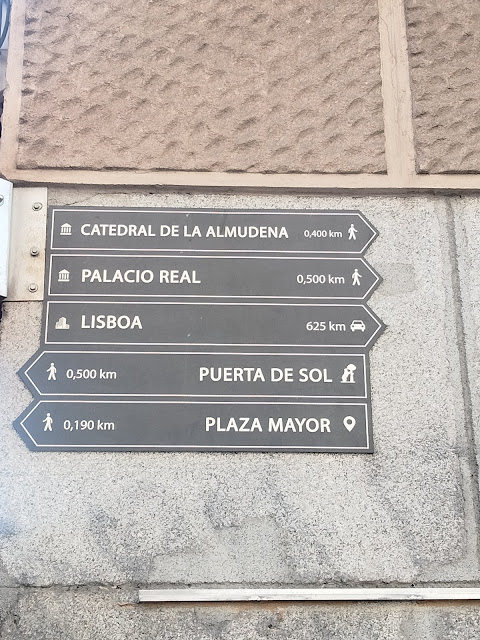 CATEDRAL DE LA ALMUDENA 0,400 km
PALACIO REAL 0,500 km
LISBOA 625 km
0,500 km PUERTA DE SOL
0,190 km PLAZA MAYOR